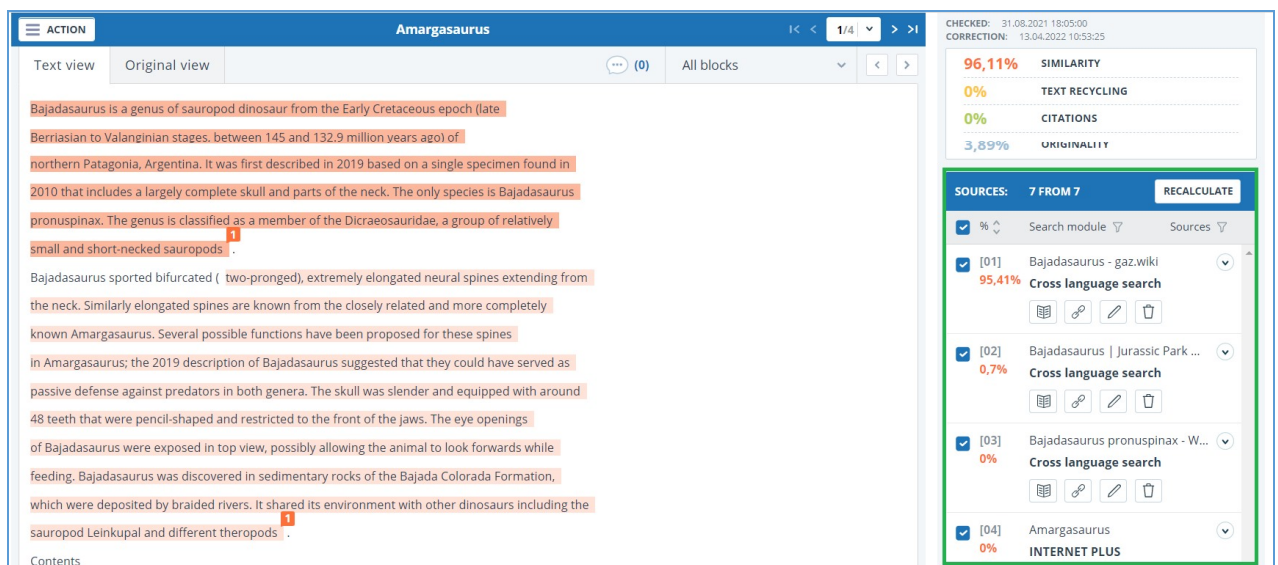 ACTION
Amargasaurus
1/4
Text view
Original view
(0)
All blocks
Bajadasaurus is a genus of sauropod dinosaur from the Early Cretaceous epoch (late
Berriasian to Valanginian stages, between 145 and 132.9 million years ago) of
northern Patagonia, Argentina. It was first described in 2019 based on a single specimen found in
2010 that includes a largely complete skull and parts of the neck. The only species is Bajadasaurus
pronuspinax. The genus is classified as a member of the Dicraeosauridae, a group of relatively
1
small and short-necked sauropods .
Bajadasaurus sported bifurcated ( two-pronged), extremely elongated neural spines extending from
the neck. Similarly elongated spines are known from the closely related and more completely
known Amargasaurus. Several possible functions have been proposed for these spines
in Amargasaurus; the 2019 description of Bajadasaurus suggested that they could have served as
passive defense against predators in both genera. The skull was slender and equipped with around
48 teeth that were pencil-shaped and restricted to the front of the jaws. The eye openings
of Bajadasaurus were exposed in top view, possibly allowing the animal to look forwards while
feeding. Bajadasaurus was discovered in sedimentary rocks of the Bajada Colorada Formation,
which were deposited by braided rivers. It shared its environment with other dinosaurs including the
1
sauropod Leinkupal and different theropods .
Contents
CHECKED: 31.08.2021 18:05:00
CORRECTION: 13.04.2022 10:53:25
96,11% SIMILARITY
0% TEXT RECYCLING
0% CITATIONS
3,89% ORIGINALITY
SOURCES: 7 FROM 7 RECALCULATE
% Search module Sources
[01] Bajadasaurus - gaz.wiki
95,41% Cross language search
[02] Bajadasaurus | Jurassic Park ...
0,7% Cross language search
[03] Bajadasaurus pronuspinax - W...
0% Cross language search
[04] Amargasaurus
0% INTERNET PLUS